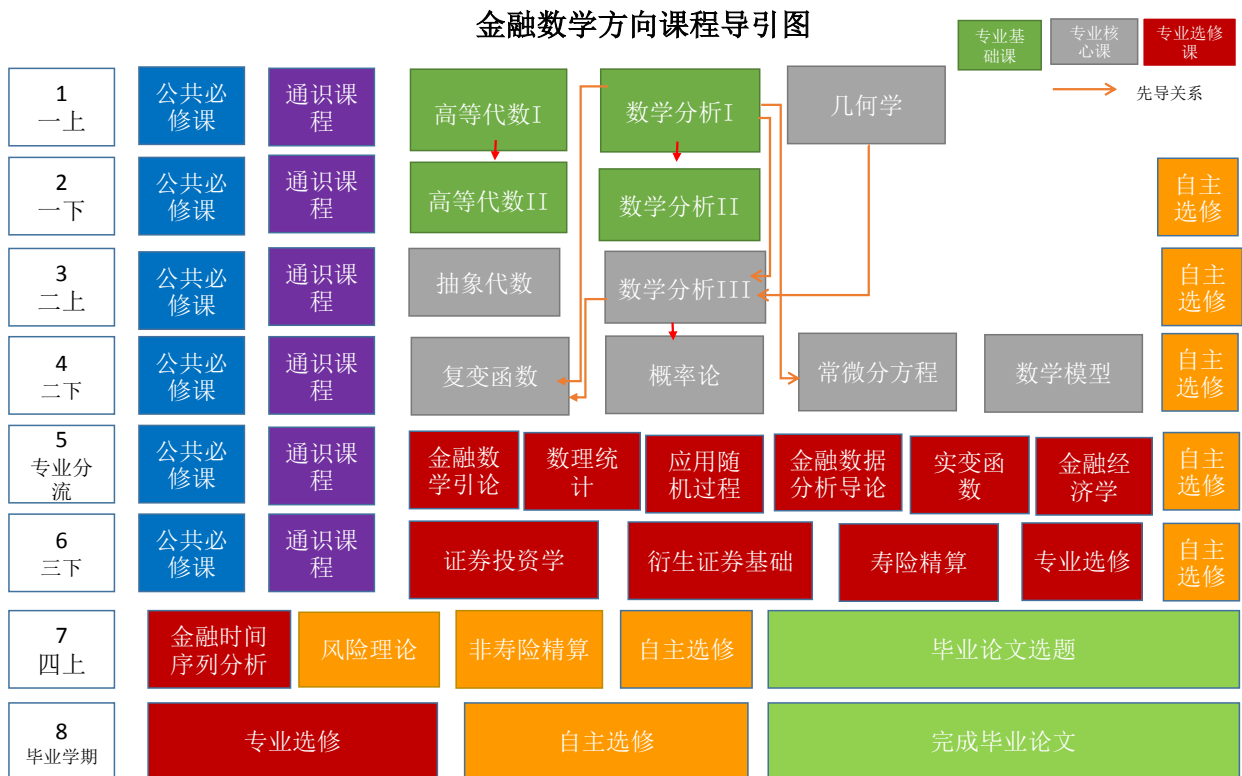 金融数学方向课程导引图
专业基
础课
专业核
心课
专业选修
课
先导关系
1
一上
公共必
修课
通识课
程
高等代数I
数学分析I
几何学
2
一下
公共必
修课
通识课
程
高等代数II
数学分析II
自主
选修
3
二上
公共必
修课
通识课
程
抽象代数
数学分析III
自主
选修
4
二下
公共必
修课
通识课
程
复变函数
概率论
常微分方程
数学模型
自主
选修
5
专业分
流
公共必
修课
通识课
程
金融数
学引论
数理统
计
应用随
机过程
金融数据
分析导论
实变函
数
金融经
济学
自主
选修
6
三下
公共必
修课
通识课
程
证券投资学
衍生证券基础
寿险精算
专业选修
自主
选修
7
四上
金融时间
序列分析
风险理论
非寿险精算
自主选修
毕业论文选题
8
毕业学期
专业选修
自主选修
完成毕业论文